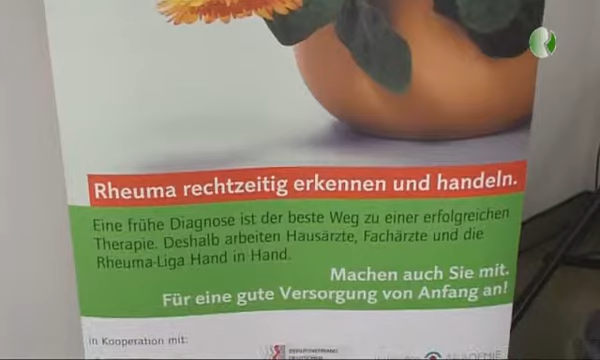 Rheuma rechtzeitig erkennen und handeln.
Eine frühe Diagnose ist der beste Weg zu einer erfolgreichen
Therapie. Deshalb arbeiten Hausärzte, Fachärzte und die
Rheuma-Liga Hand in Hand.
Machen auch Sie mit.
Für eine gute Versorgung von Anfang an!
in Kooperation mit: